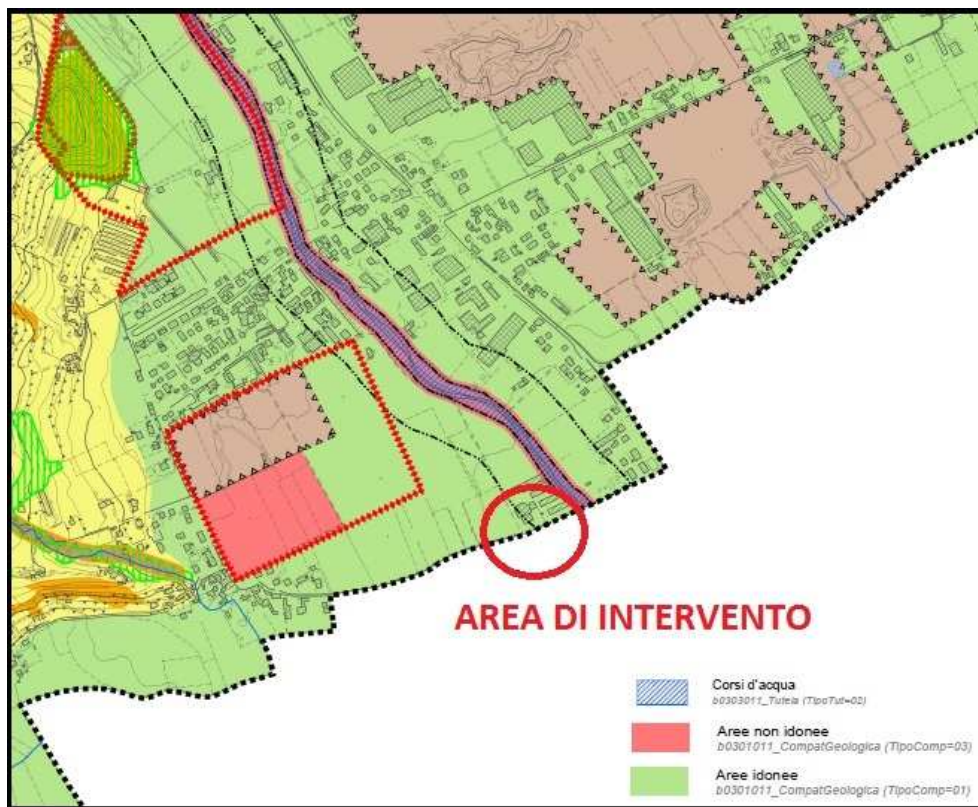 AREA DI INTERVENTO
Corsi d'acqua
b0303011_Tutela (TipoTut=02)
Aree non idonee
b0301011_CompatGeologica (TipoComp=03)
Aree idonee
b0301011_CompatGeologica (TipoComp=01)